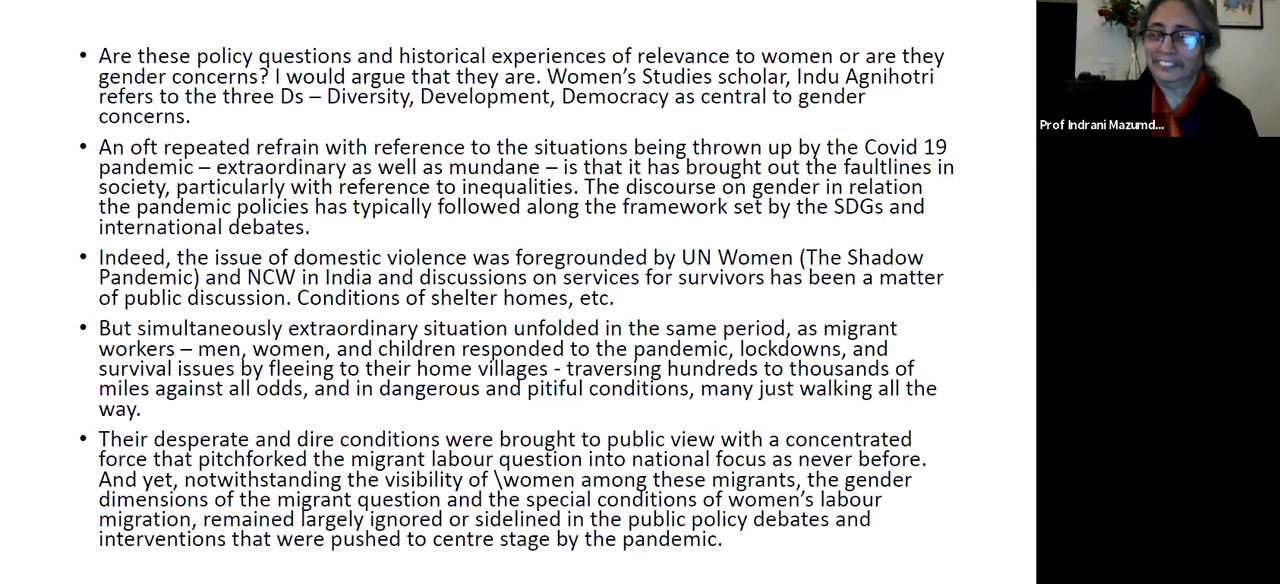 • Are these policy questions and historical experiences of relevance to women or are they
gender concerns? I would argue that they are. Women's Studies scholar, Indu Agnihotri
refers to the three Ds – Diversity, Development, Democracy as central to gender
concerns.
• An oft repeated refrain with reference to the situations being thrown up by the Covid 19
pandemic – extraordinary as well as mundane – is that it has brought out the faultlines in
society, particularly with reference to inequalities. The discourse on gender in relation
the pandemic policies has typically followed along the framework set by the SDGs and
international debates.
• Indeed, the issue of domestic violence was foregrounded by UN Women (The Shadow
Pandemic) and NCW in India and discussions on services for survivors has been a matter
of public discussion. Conditions of shelter homes, etc.
• But simultaneously extraordinary situation unfolded in the same period, as migrant
workers – men, women, and children responded to the pandemic, lockdowns, and
survival issues by fleeing to their home villages - traversing hundreds to thousands of
miles against all odds, and in dangerous and pitiful conditions, many just walking all the
way.
• Their desperate and dire conditions were brought to public view with a concentrated
force that pitchforked the migrant labour question into national focus as never before.
And yet, notwithstanding the visibility of \women among these migrants, the gender
dimensions of the migrant question and the special conditions of women's labour
migration, remained largely ignored or sidelined in the public policy debates and
interventions that were pushed to centre stage by the pandemic.
Prof Indrani Mazumd...